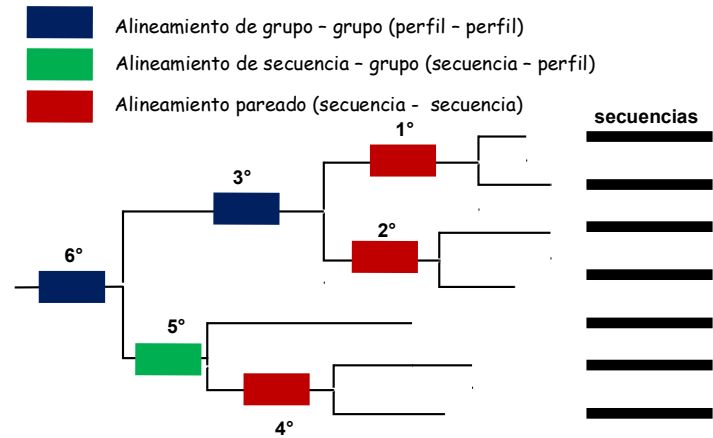 Alineamiento de grupo – grupo (perfil – perfil)
Alineamiento de secuencia – grupo (secuencia – perfil)
Alineamiento pareado (secuencia - secuencia)
secuencias
1°
3°
2°
6°
5°
4°